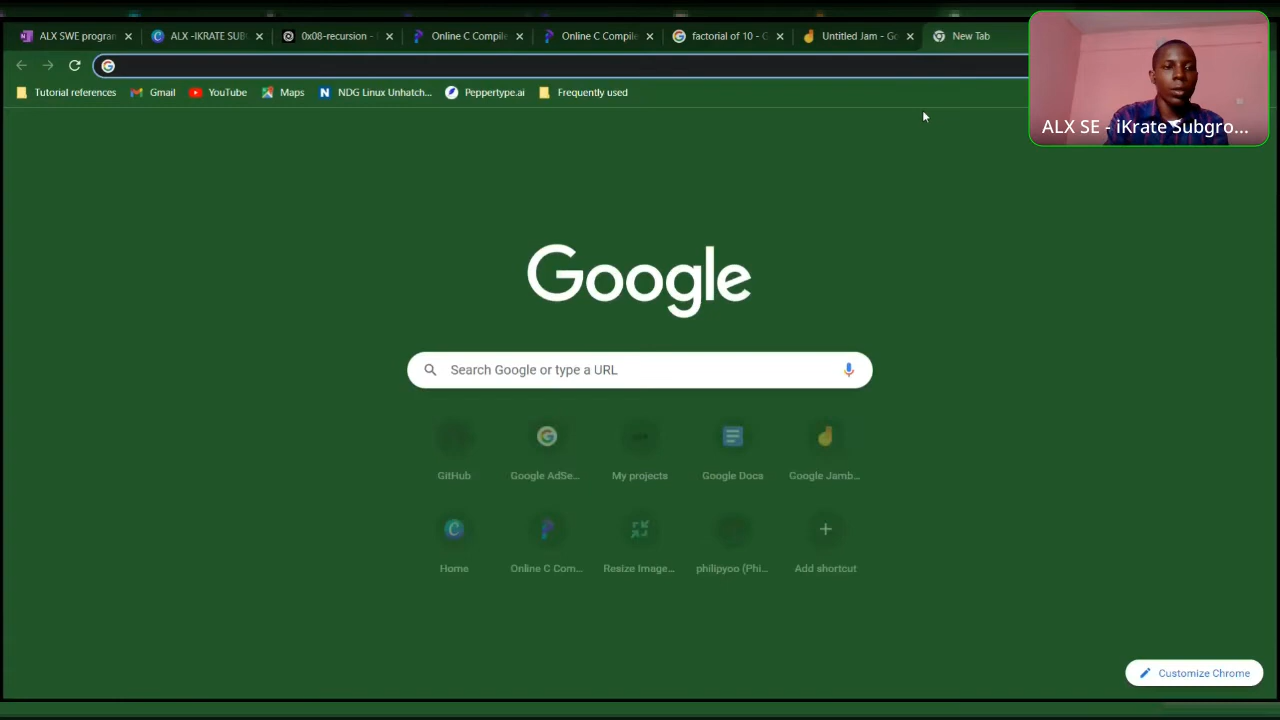 ALX SWE progran
ALX -IKRATE SUB
0x08-recursion -
Online C Compile
Online C Compile
factorial of 10 - G
Untitled Jam - Go
New Tab
Tutorial references
Gmail
YouTube
Maps
NDG Linux Unhatch...
Peppertype.ai
Frequently used
ALX SE - iKrate Subgro...
Google
Search Google or type a URL
GitHub
Google AdSe...
My projects
Google Docs
Google Jamb...
Home
Online C Com...
Resize Image...
philipyoo (Phi...
Add shortcut
Customize Chrome